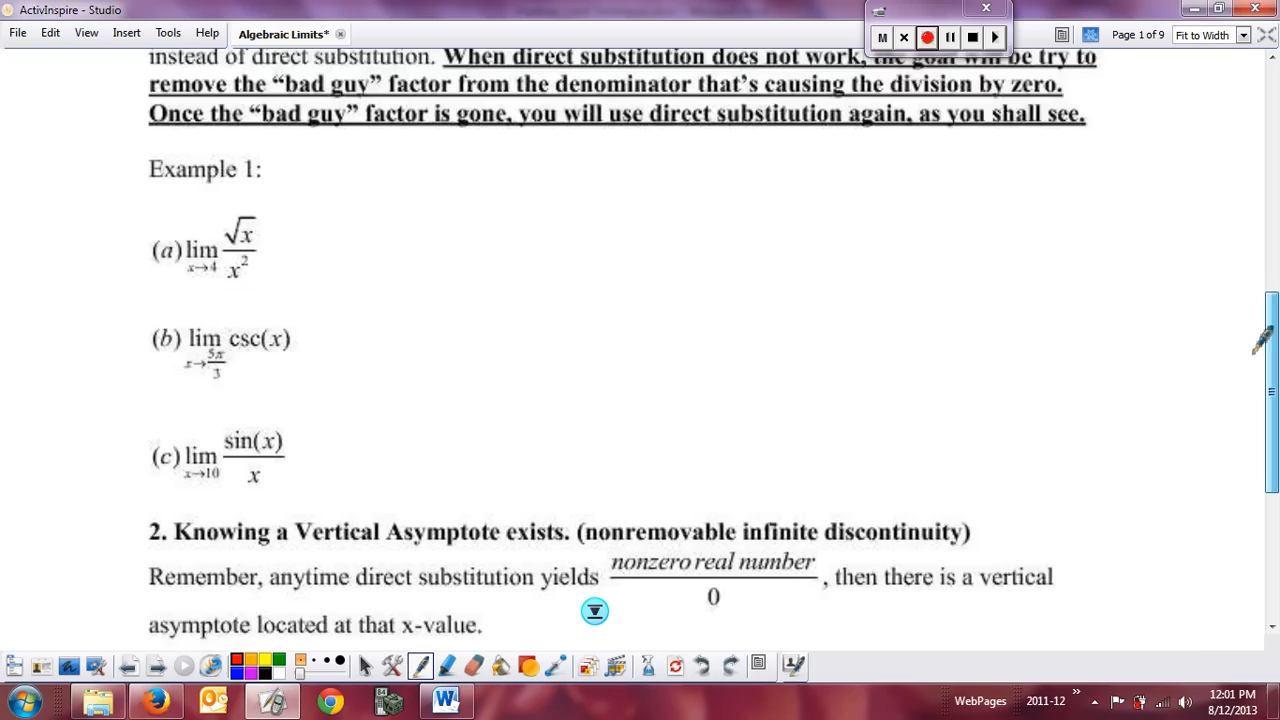 ActivInspire - Studio
File Edit View Insert Tools Help Algebraic Limits* Page 1 of 9 Fit to Width
M
instead of direct substitution. When direct substitution does not work, the goal will be try to
remove the “bad guy” factor from the denominator that’s causing the division by zero.
Once the “bad guy” factor is gone, you will use direct substitution again, as you shall see.
Example 1:
(a) lim x→4 √x / x²
(b) lim x→5π/3 csc(x)
(c) lim x→10 sin(x) / x
2. Knowing a Vertical Asymptote exists. (nonremovable infinite discontinuity)
Remember, anytime direct substitution yields nonzero real number / 0 , then there is a vertical
asymptote located at that x-value.
WebPages 2011-12 12:01 PM
8/12/2013